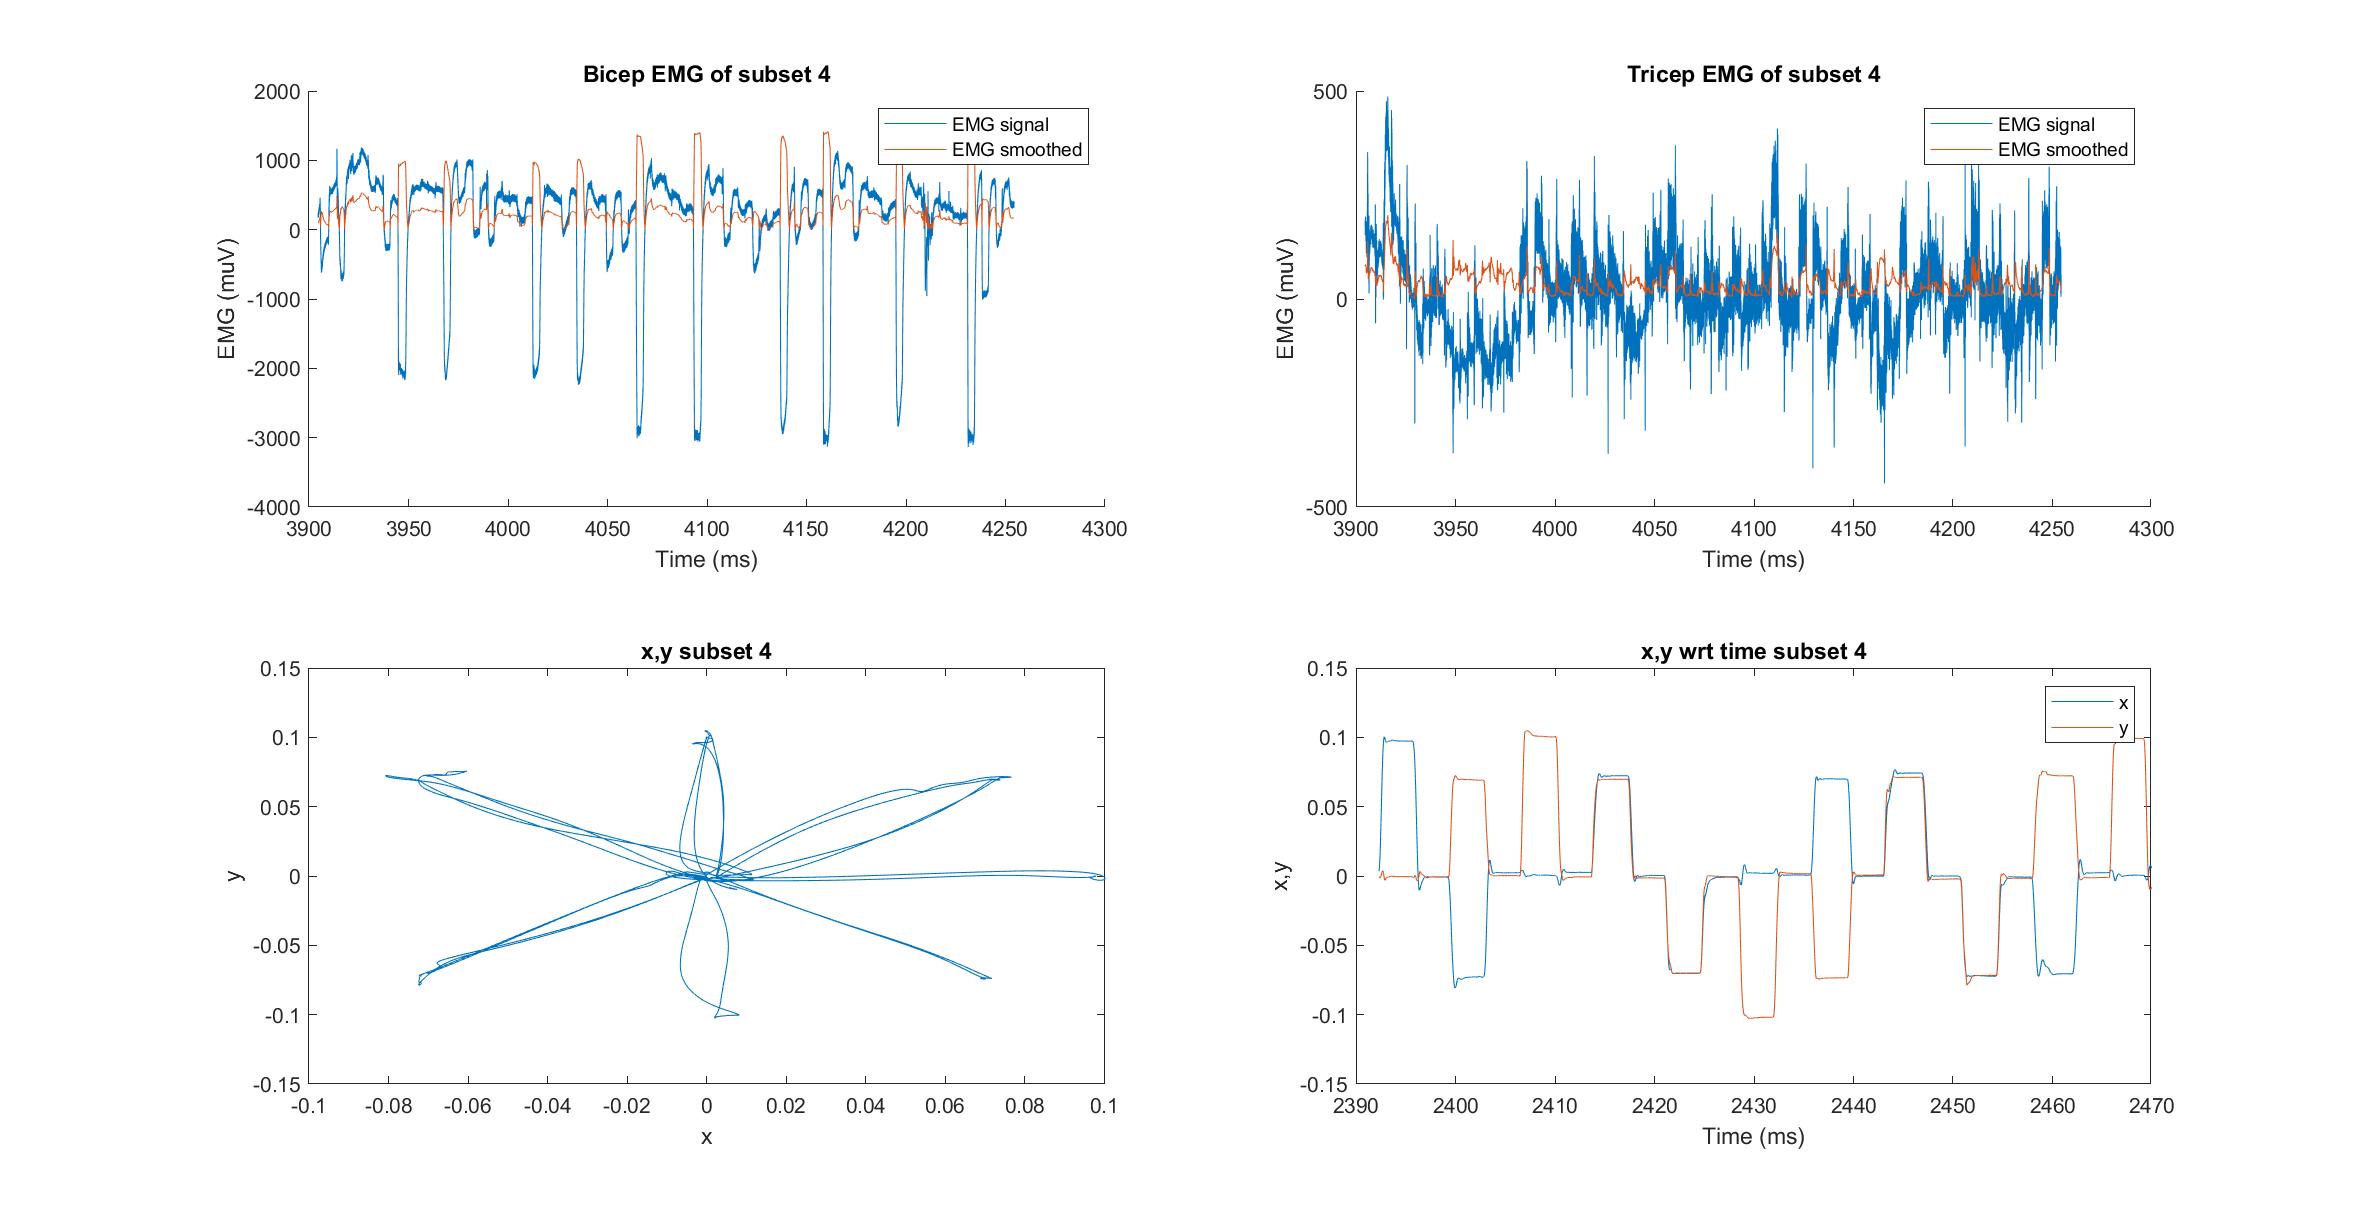 Bicep EMG of subset 4
2000
1000
0
-1000
-2000
-3000
-4000
EMG (muV)
EMG signal
EMG smoothed
3900 3950 4000 4050 4100 4150 4200 4250 4300
Time (ms)
Tricep EMG of subset 4
500
0
-500
EMG (muV)
EMG signal
EMG smoothed
3900 3950 4000 4050 4100 4150 4200 4250 4300
Time (ms)
x,y subset 4
0.15
0.1
0.05
0
-0.05
-0.1
-0.15
y
-0.1 -0.08 -0.06 -0.04 -0.02 0 0.02 0.04 0.06 0.08 0.1
x
x,y wrt time subset 4
0.15
0.1
0.05
0
-0.05
-0.1
-0.15
x,y
x
y
2390 2400 2410 2420 2430 2440 2450 2460 2470
Time (ms)